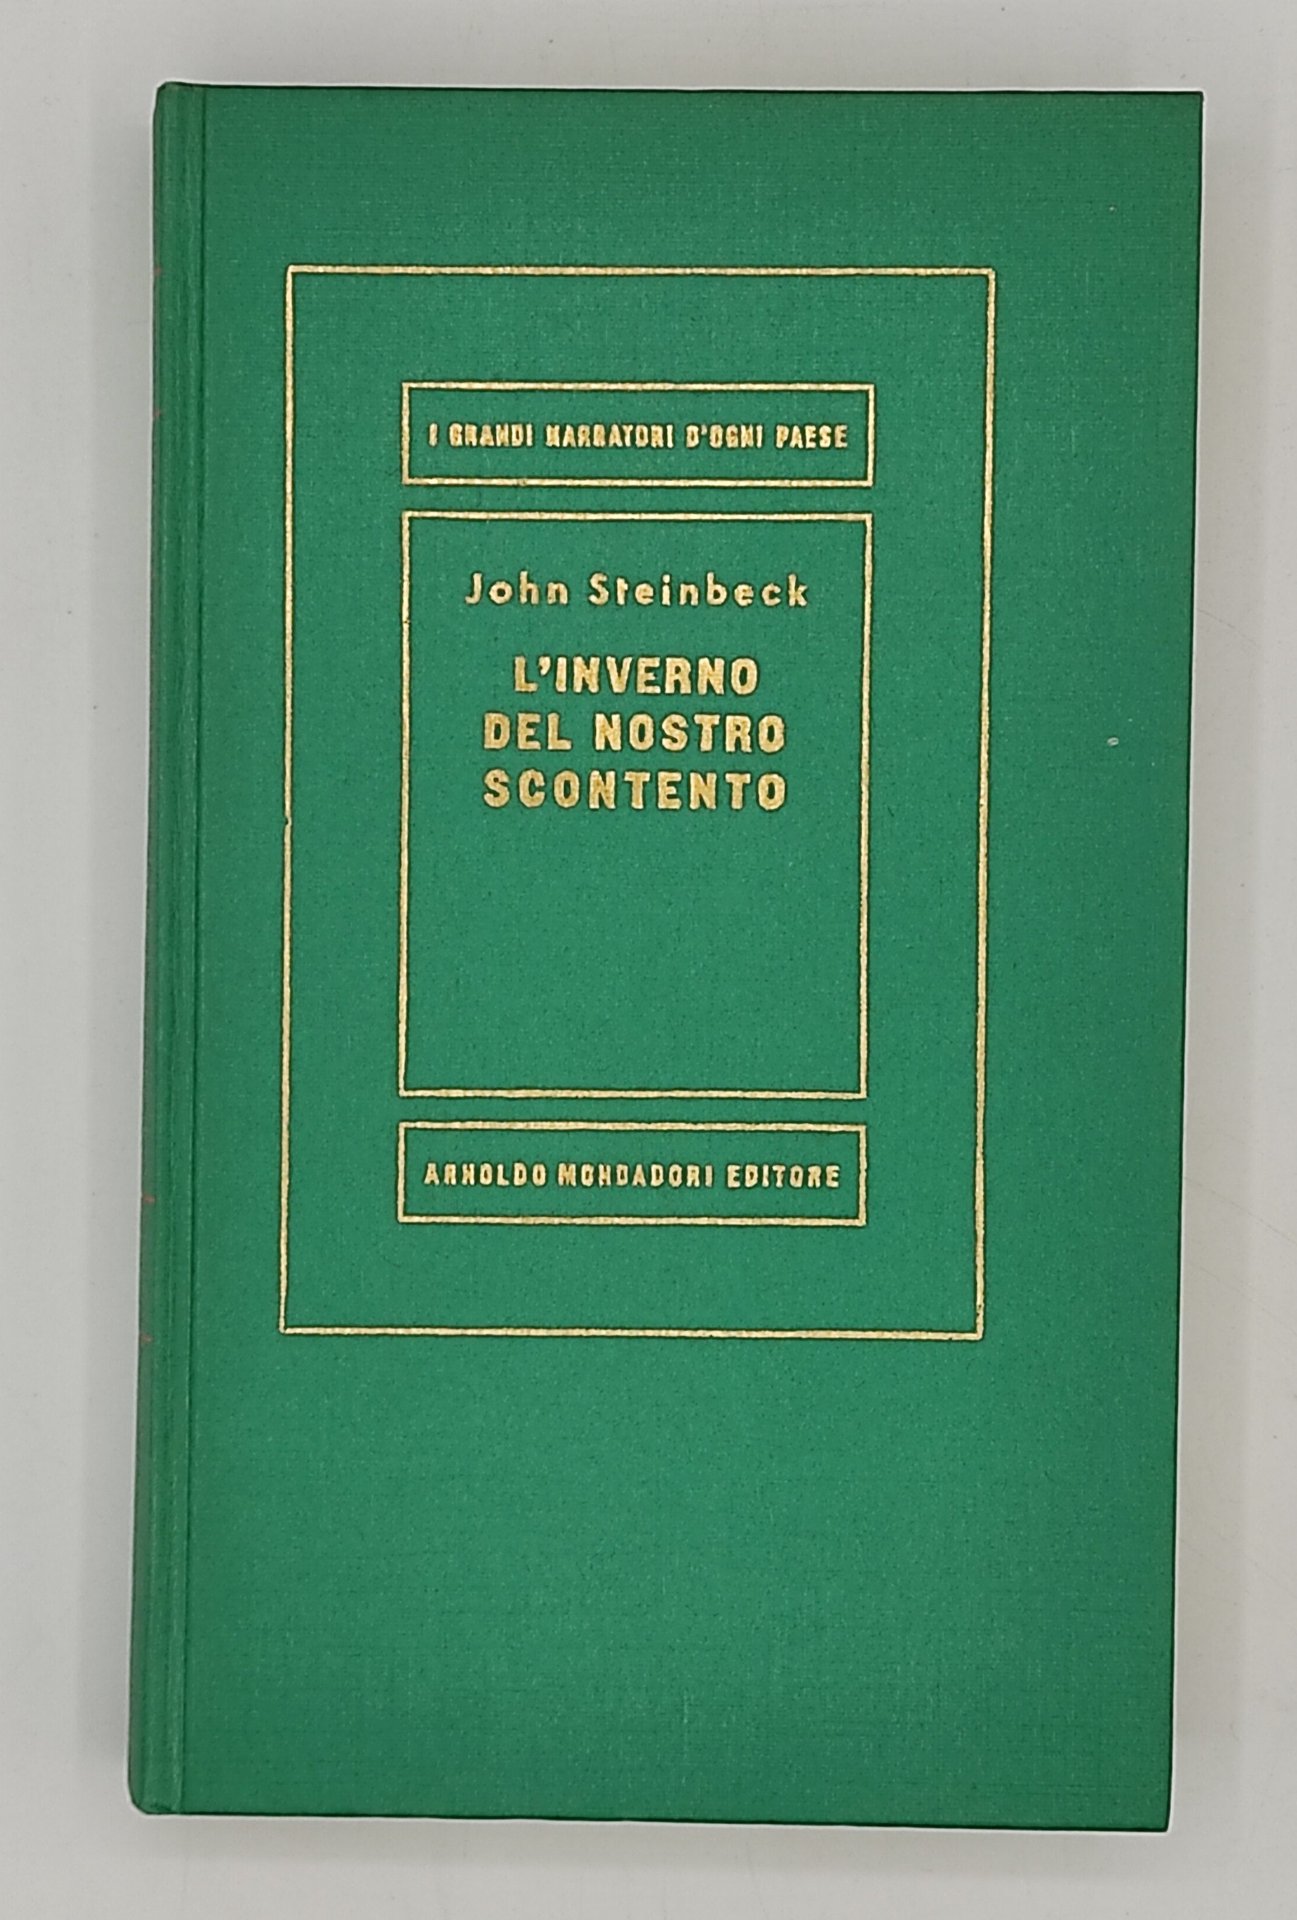 I GRANDI NARRATORI D'OGNI PAESE
John Steinbeck
L'INVERNO
DEL NOSTRO
SCONTENTO
ARNOLDO MONDADORI EDITORE